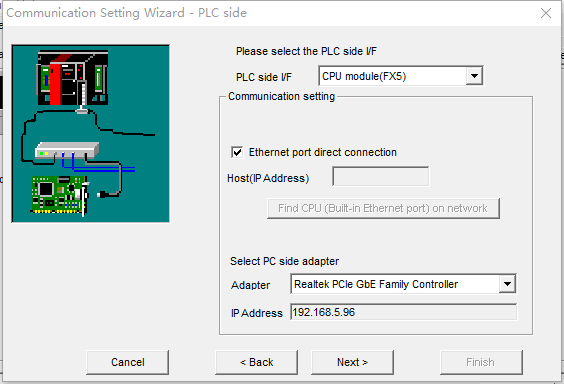 Communication Setting Wizard - PLC side
Please select the PLC side I/F
PLC side I/F CPU module(FX5)
Communication setting
Ethernet port direct connection
Host(IP Address)
Find CPU (Built-in Ethernet port) on network
Select PC side adapter
Adapter Realtek PCIe GbE Family Controller
IP Address 192.168.5.96
Cancel < Back Next > Finish